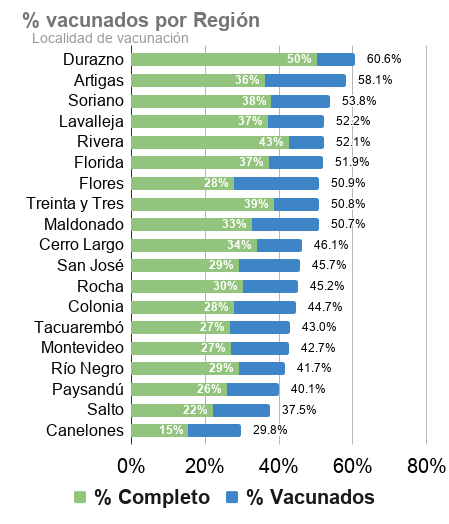 % vacunados por Región
Localidad de vacunación
Durazno 50% 60.6%
Artigas 36% 58.1%
Soriano 38% 53.8%
Lavalleja 37% 52.2%
Rivera 43% 52.1%
Florida 37% 51.9%
Flores 28% 50.9%
Treinta y Tres 39% 50.8%
Maldonado 33% 50.7%
Cerro Largo 34% 46.1%
San José 29% 45.7%
Rocha 30% 45.2%
Colonia 28% 44.7%
Tacuarembó 27% 43.0%
Montevideo 27% 42.7%
Río Negro 29% 41.7%
Paysandú 26% 40.1%
Salto 22% 37.5%
Canelones 15% 29.8%
0% 20% 40% 60% 80%
% Completo % Vacunados